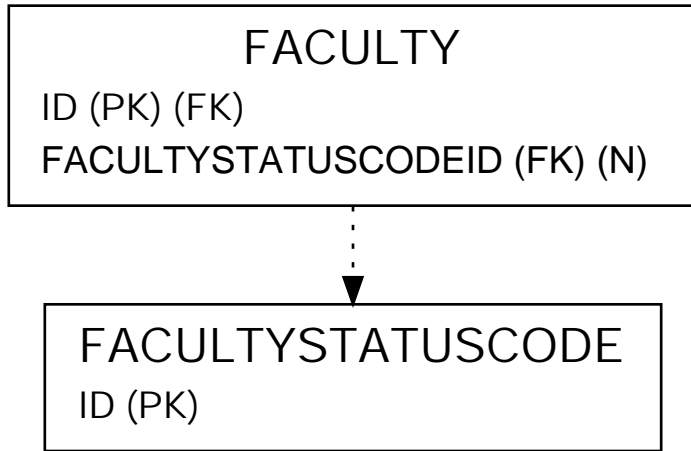 FACULTY
ID (PK) (FK)
FACULTYSTATUSCODEID (FK) (N)
FACULTYSTATUSCODE
ID (PK)